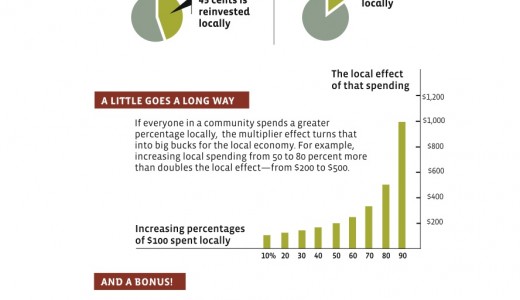 45 cents is
reinvested
locally
locally
The local effect
of that spending
A LITTLE GOES A LONG WAY
If everyone in a community spends a greater
percentage locally, the multiplier effect turns that
into big bucks for the local economy. For example,
increasing local spending from 50 to 80 percent more
than doubles the local effect—from $200 to $500.
$1,200
$1,000
$800
$600
$400
$200
Increasing percentages
of $100 spent locally
10% 20 30 40 50 60 70 80 90
AND A BONUS!